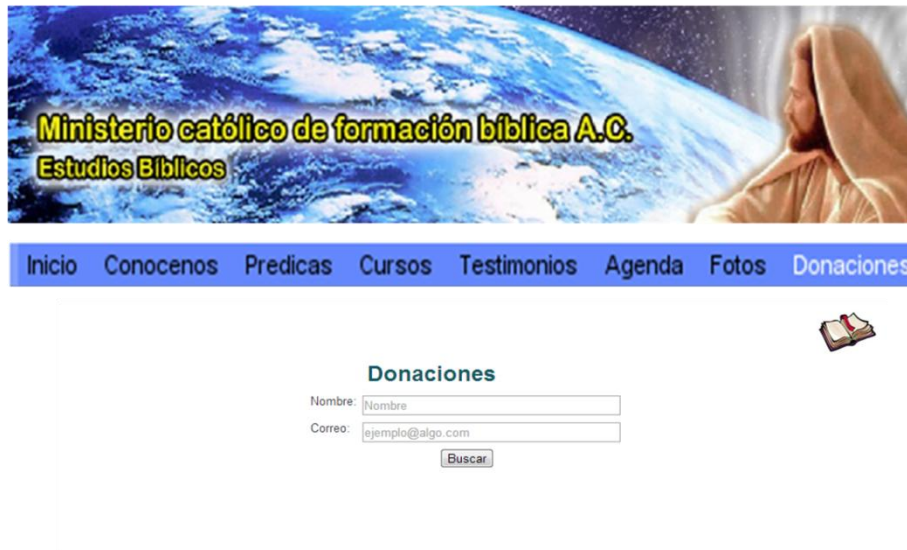 Ministerio católico de formación bíblica A.C.
Estudios Bíblicos
Inicio Conocenos Predicas Cursos Testimonios Agenda Fotos Donaciones
Donaciones
Nombre: Nombre
Correo: ejemplo@algo.com
Buscar